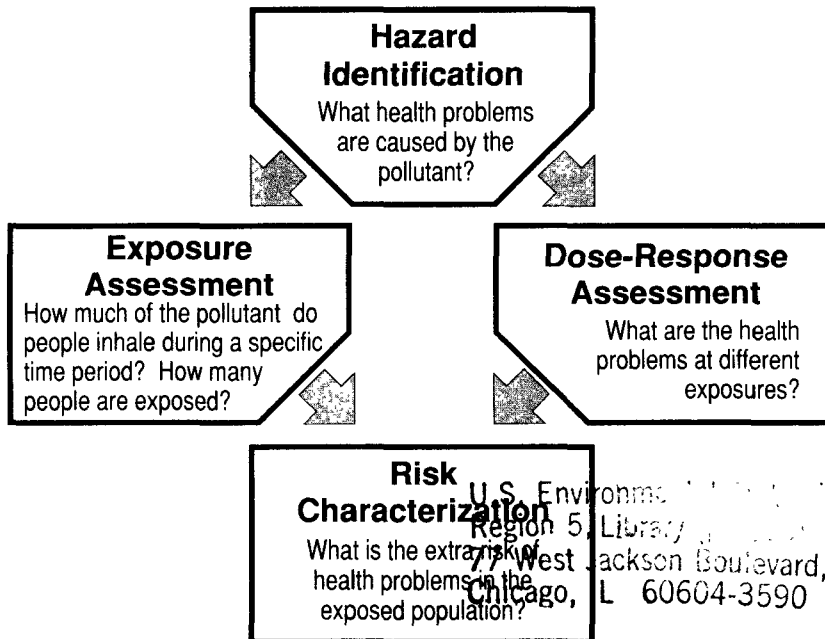 Hazard
Identification
What health problems
are caused by the
pollutant?
Exposure
Assessment
How much of the pollutant do
people inhale during a specific
time period? How many
people are exposed?
Dose-Response
Assessment
What are the health
problems at different
exposures?
Risk
Characterization
What is the extra risk of
health problems in the
exposed population?
U.S. Environme
Region 5, Library
77 West Jackson Boulevard,
Chicago, IL 60604-3590